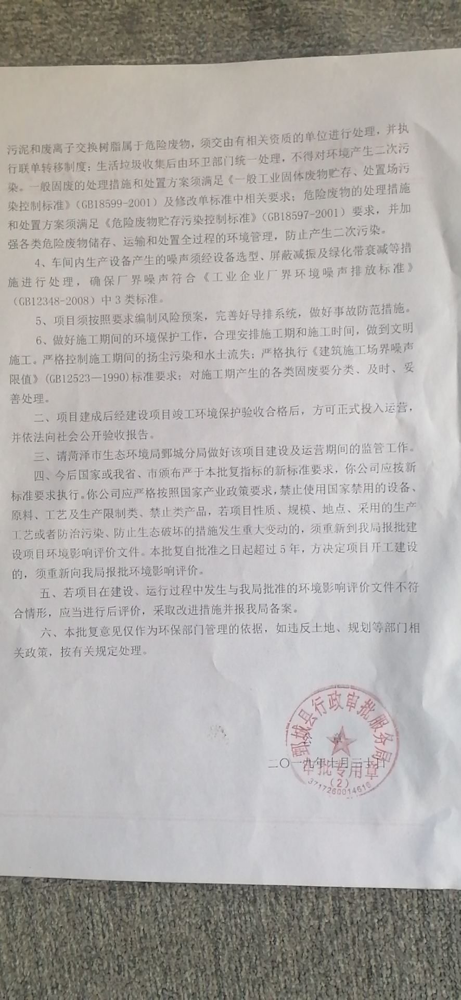 污泥和废离子交换树脂属于危险废物，须交由有相关资质的单位进行处理，并执
行联单转移制度；生活垃圾收集后由环卫部门统一处理，不得对环境产生二次污
染。一般固废的处理措施和处置方案须满足《一般工业固体废物贮存、处置场污
染控制标准》（GB18599-2001）及修改单标准中相关要求；危险废物的处理措施
和处置方案须满足《危险废物贮存污染控制标准》（GB18597-2001）要求，并加
强各类危险废物储存、运输和处置全过程的环境管理，防止产生二次污染。
4、车间内生产设备产生的噪声须经设备选型、屏蔽减振及绿化带衰减等措
施进行处理，确保厂界噪声符合《工业企业厂界环境噪声排放标准》
（GB12348-2008）中3类标准。
5、项目须按照要求编制风险预案，完善好导排系统，做好事故防范措施。
6、做好施工期间的环境保护工作，合理安排施工期和施工时间，做到文明
施工。严格控制施工期间的扬尘污染和水土流失；严格执行《建筑施工场界噪声
限值》(GB12523—1990)标准要求；对施工期产生的各类固废要分类、及时、妥
善处理。
二、项目建成后经建设项目竣工环境保护验收合格后，方可正式投入运营，
并依法向社会公开验收报告。
三、请菏泽市生态环境局鄄城分局做好该项目建设及运营期间的监管工作。
四、今后国家或我省、市颁布严于本批复指标的新标准要求，你公司应按新
标准要求执行。你公司应严格按照国家产业政策要求，禁止使用国家禁用的设备、
原料、工艺及生产限制类、禁止类产品，若项目性质、规模、地点、采用的生产
工艺或者防治污染、防止生态破坏的措施发生重大变动的，须重新到我局报批建
设项目环境影响评价文件。本批复自批准之日起超过5年，方决定项目开工建设
的，须重新向我局报批环境影响评价。
五、若项目在建设、运行过程中发生与我局批准的环境影响评价文件不符
合情形，应当进行后评价，采取改进措施并报我局备案。
六、本批复意见仅作为环保部门管理的依据，如违反土地、规划等部门相
关政策，按有关规定处理。
鄄城县行政审批服务局
章
二〇一九年十月三十日
审批专用章
（2）
3717260014616